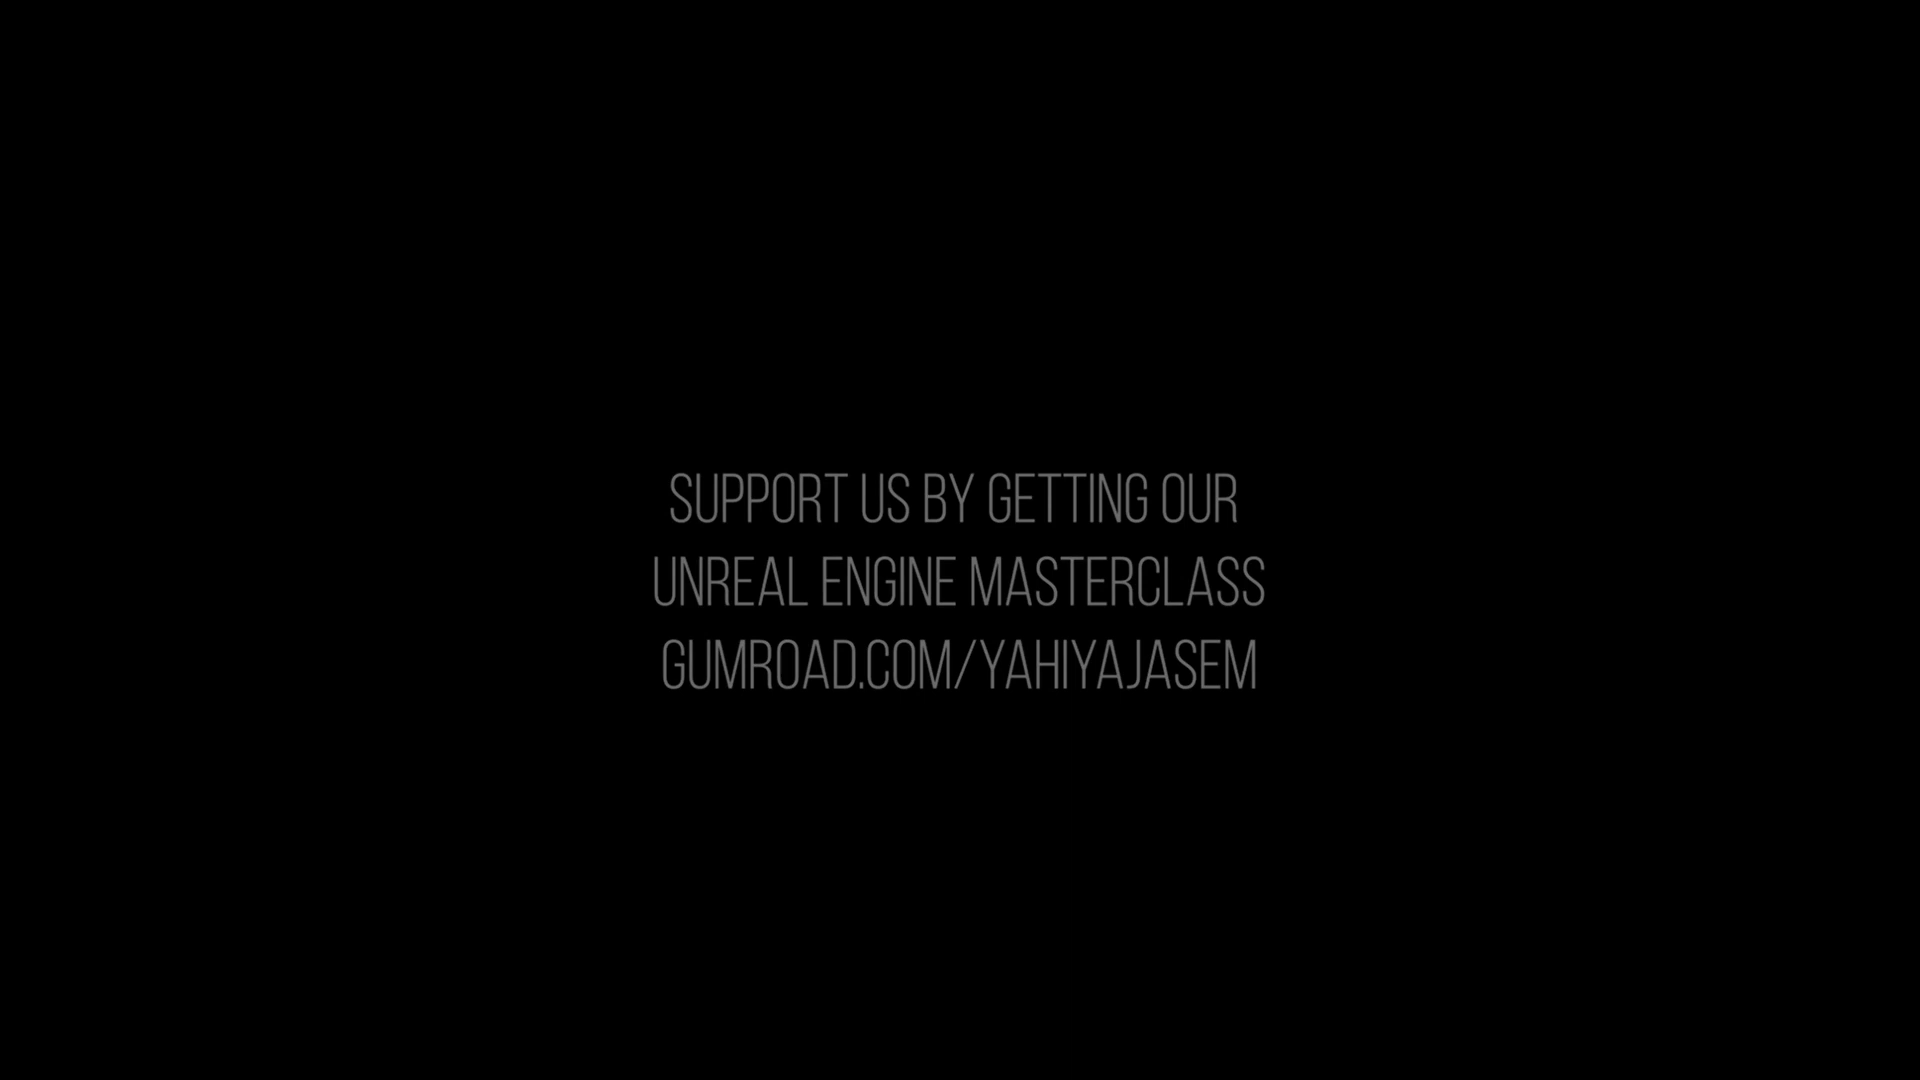 SUPPORT US BY GETTING OUR
UNREAL ENGINE MASTERCLASS
GUMROAD.COM/YAHIYAJASEM